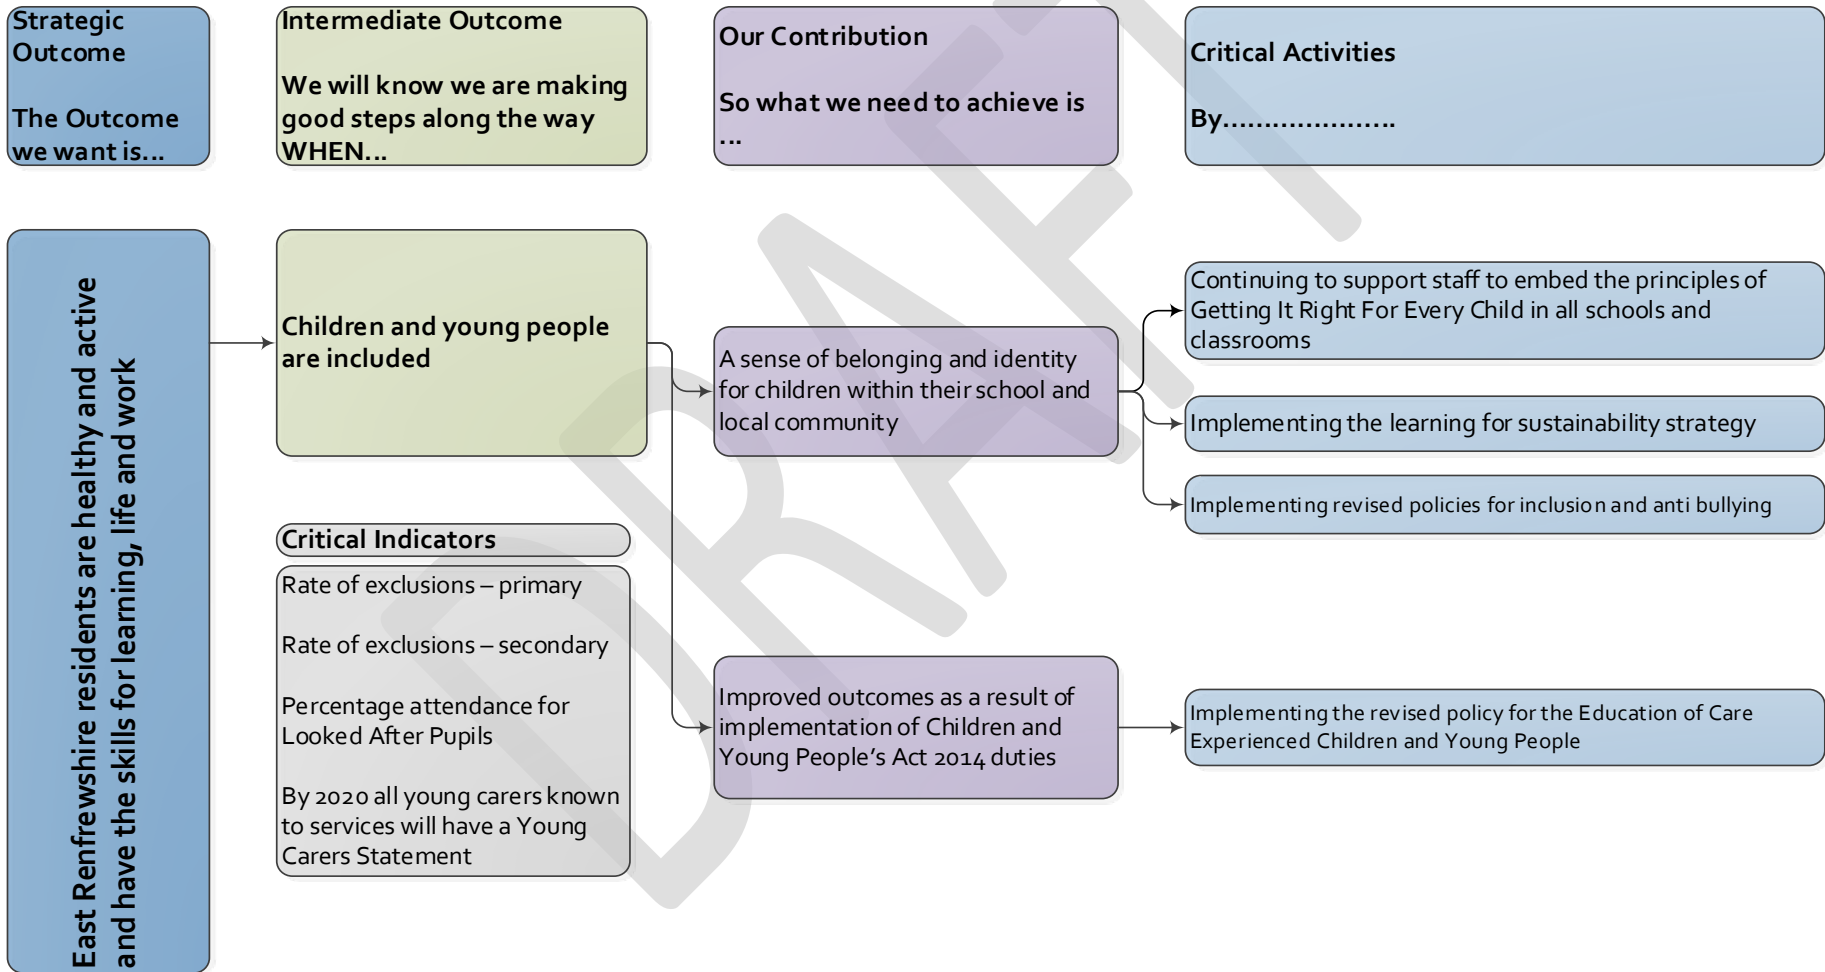 Strategic
Outcome
The Outcome
we want is...
Intermediate Outcome
We will know we are making
good steps along the way
WHEN...
Our Contribution
So what we need to achieve is
...
Critical Activities
By.....................
East Renfrewshire residents are healthy and active
and have the skills for learning, life and work
Children and young people
are included
Critical Indicators
Rate of exclusions – primary
Rate of exclusions – secondary
Percentage attendance for
Looked After Pupils
By 2020 all young carers known
to services will have a Young
Carers Statement
A sense of belonging and identity
for children within their school and
local community
Improved outcomes as a result of
implementation of Children and
Young People’s Act 2014 duties
Continuing to support staff to embed the principles of
Getting It Right For Every Child in all schools and
classrooms
Implementing the learning for sustainability strategy
Implementing revised policies for inclusion and anti bullying
Implementing the revised policy for the Education of Care
Experienced Children and Young People
DRAFT